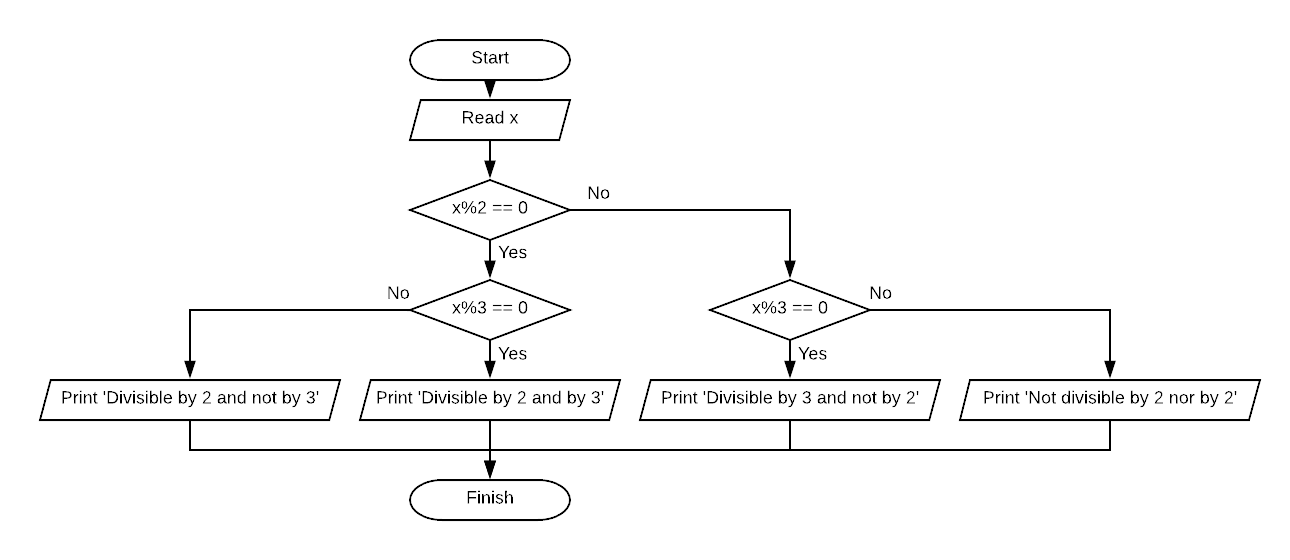 Start
Read x
x%2 == 0
No
Yes
No
x%3 == 0
x%3 == 0
No
Yes
Yes
Print 'Divisible by 2 and not by 3'
Print 'Divisible by 2 and by 3'
Print 'Divisible by 3 and not by 2'
Print 'Not divisible by 2 nor by 2'
Finish